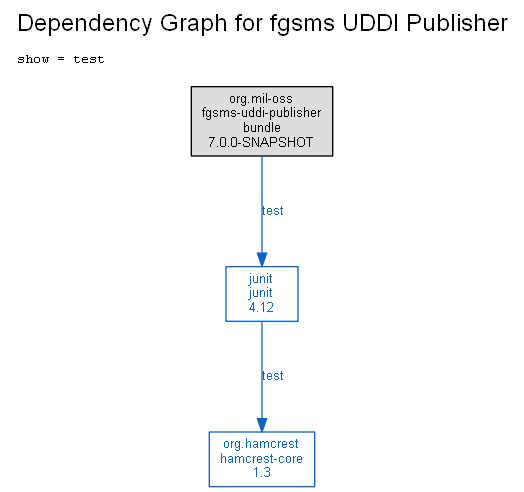 Dependency Graph for fgsms UDDI Publisher
show = test
org.mil-oss
fgsms-uddi-publisher
bundle
7.0.0-SNAPSHOT
test
junit
junit
4.12
test
org.hamcrest
hamcrest-core
1.3